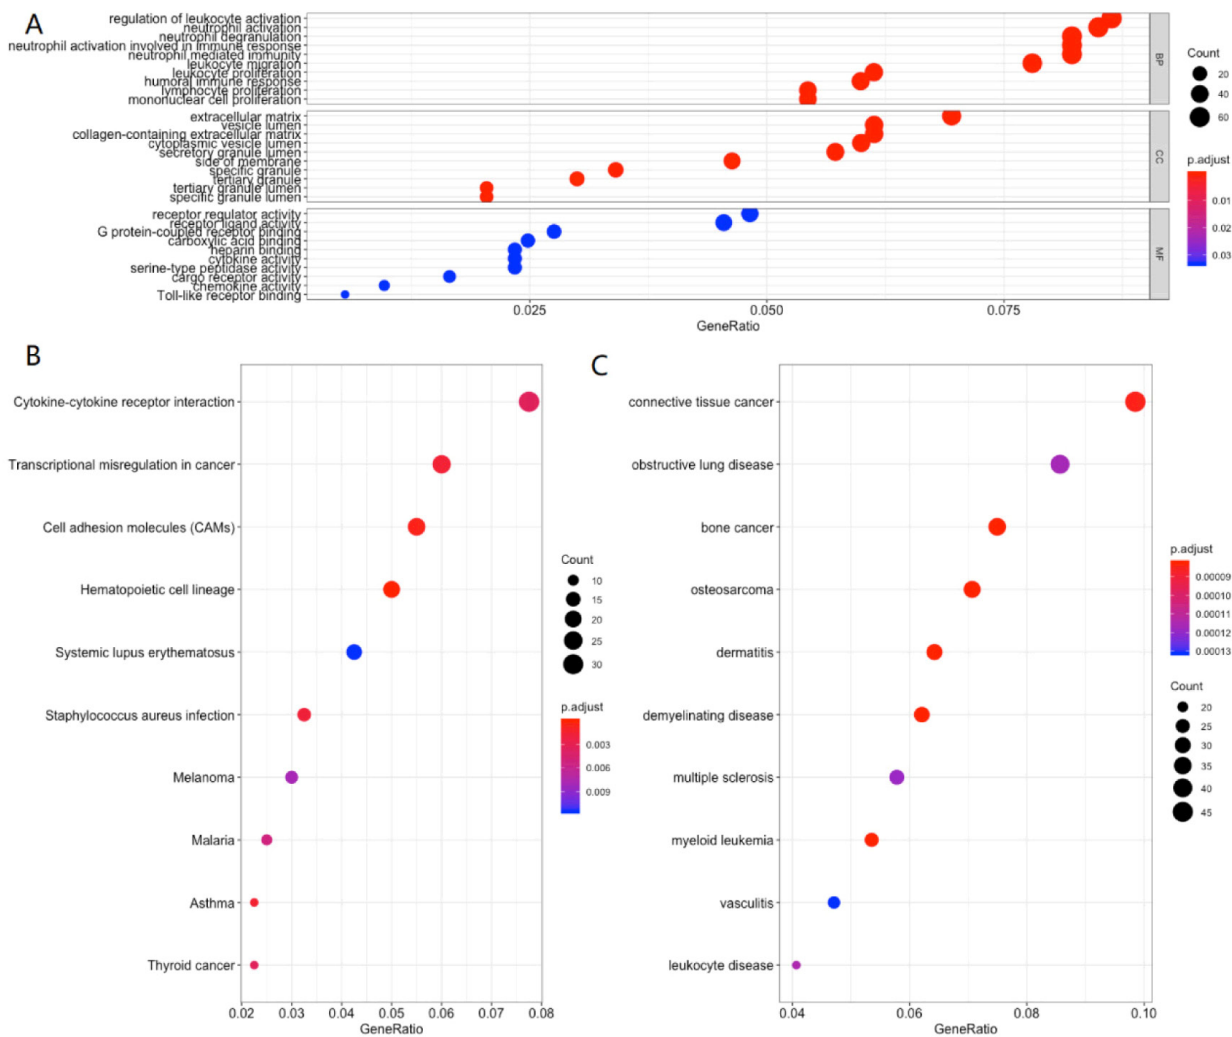 A
regulation of leukocyte activation
neutrophil activation
neutrophil degranulation
neutrophil activation involved in immune response
neutrophil mediated immunity
leukocyte migration
leukocyte proliferation
humoral immune response
lymphocyte proliferation
mononuclear cell proliferation
BP
extracellular matrix
vesicle lumen
collagen-containing extracellular matrix
cytoplasmic vesicle lumen
secretory granule lumen
side of membrane
specific granule
tertiary granule
tertiary granule lumen
specific granule lumen
CC
receptor regulator activity
receptor ligand activity
G protein-coupled receptor binding
carboxylic acid binding
heparin binding
cytokine activity
serine-type peptidase activity
cargo receptor activity
chemokine activity
Toll-like receptor binding
MF
0.025 0.050 0.075
GeneRatio
Count
20
40
60
p.adjust
0.01
0.02
0.03
B
Cytokine-cytokine receptor interaction
Transcriptional misregulation in cancer
Cell adhesion molecules (CAMs)
Hematopoietic cell lineage
Systemic lupus erythematosus
Staphylococcus aureus infection
Melanoma
Malaria
Asthma
Thyroid cancer
0.02 0.03 0.04 0.05 0.06 0.07 0.08
GeneRatio
Count
10
15
20
25
30
p.adjust
0.003
0.006
0.009
C
connective tissue cancer
obstructive lung disease
bone cancer
osteosarcoma
dermatitis
demyelinating disease
multiple sclerosis
myeloid leukemia
vasculitis
leukocyte disease
0.04 0.06 0.08 0.10
GeneRatio
p.adjust
0.00009
0.00010
0.00011
0.00012
0.00013
Count
20
25
30
35
40
45